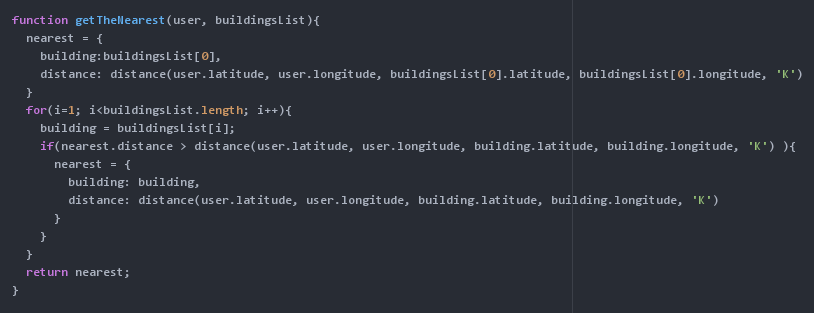 function getTheNearest(user, buildingsList){
  nearest = {
    building:buildingsList[0],
    distance: distance(user.latitude, user.longitude, buildingsList[0].latitude, buildingsList[0].longitude, 'K')
  }
  for(i=1; i<buildingsList.length; i++){
    building = buildingsList[i];
    if(nearest.distance > distance(user.latitude, user.longitude, building.latitude, building.longitude, 'K') ){
      nearest = {
        building: building,
        distance: distance(user.latitude, user.longitude, building.latitude, building.longitude, 'K')
      }
    }
  }
  return nearest;
}